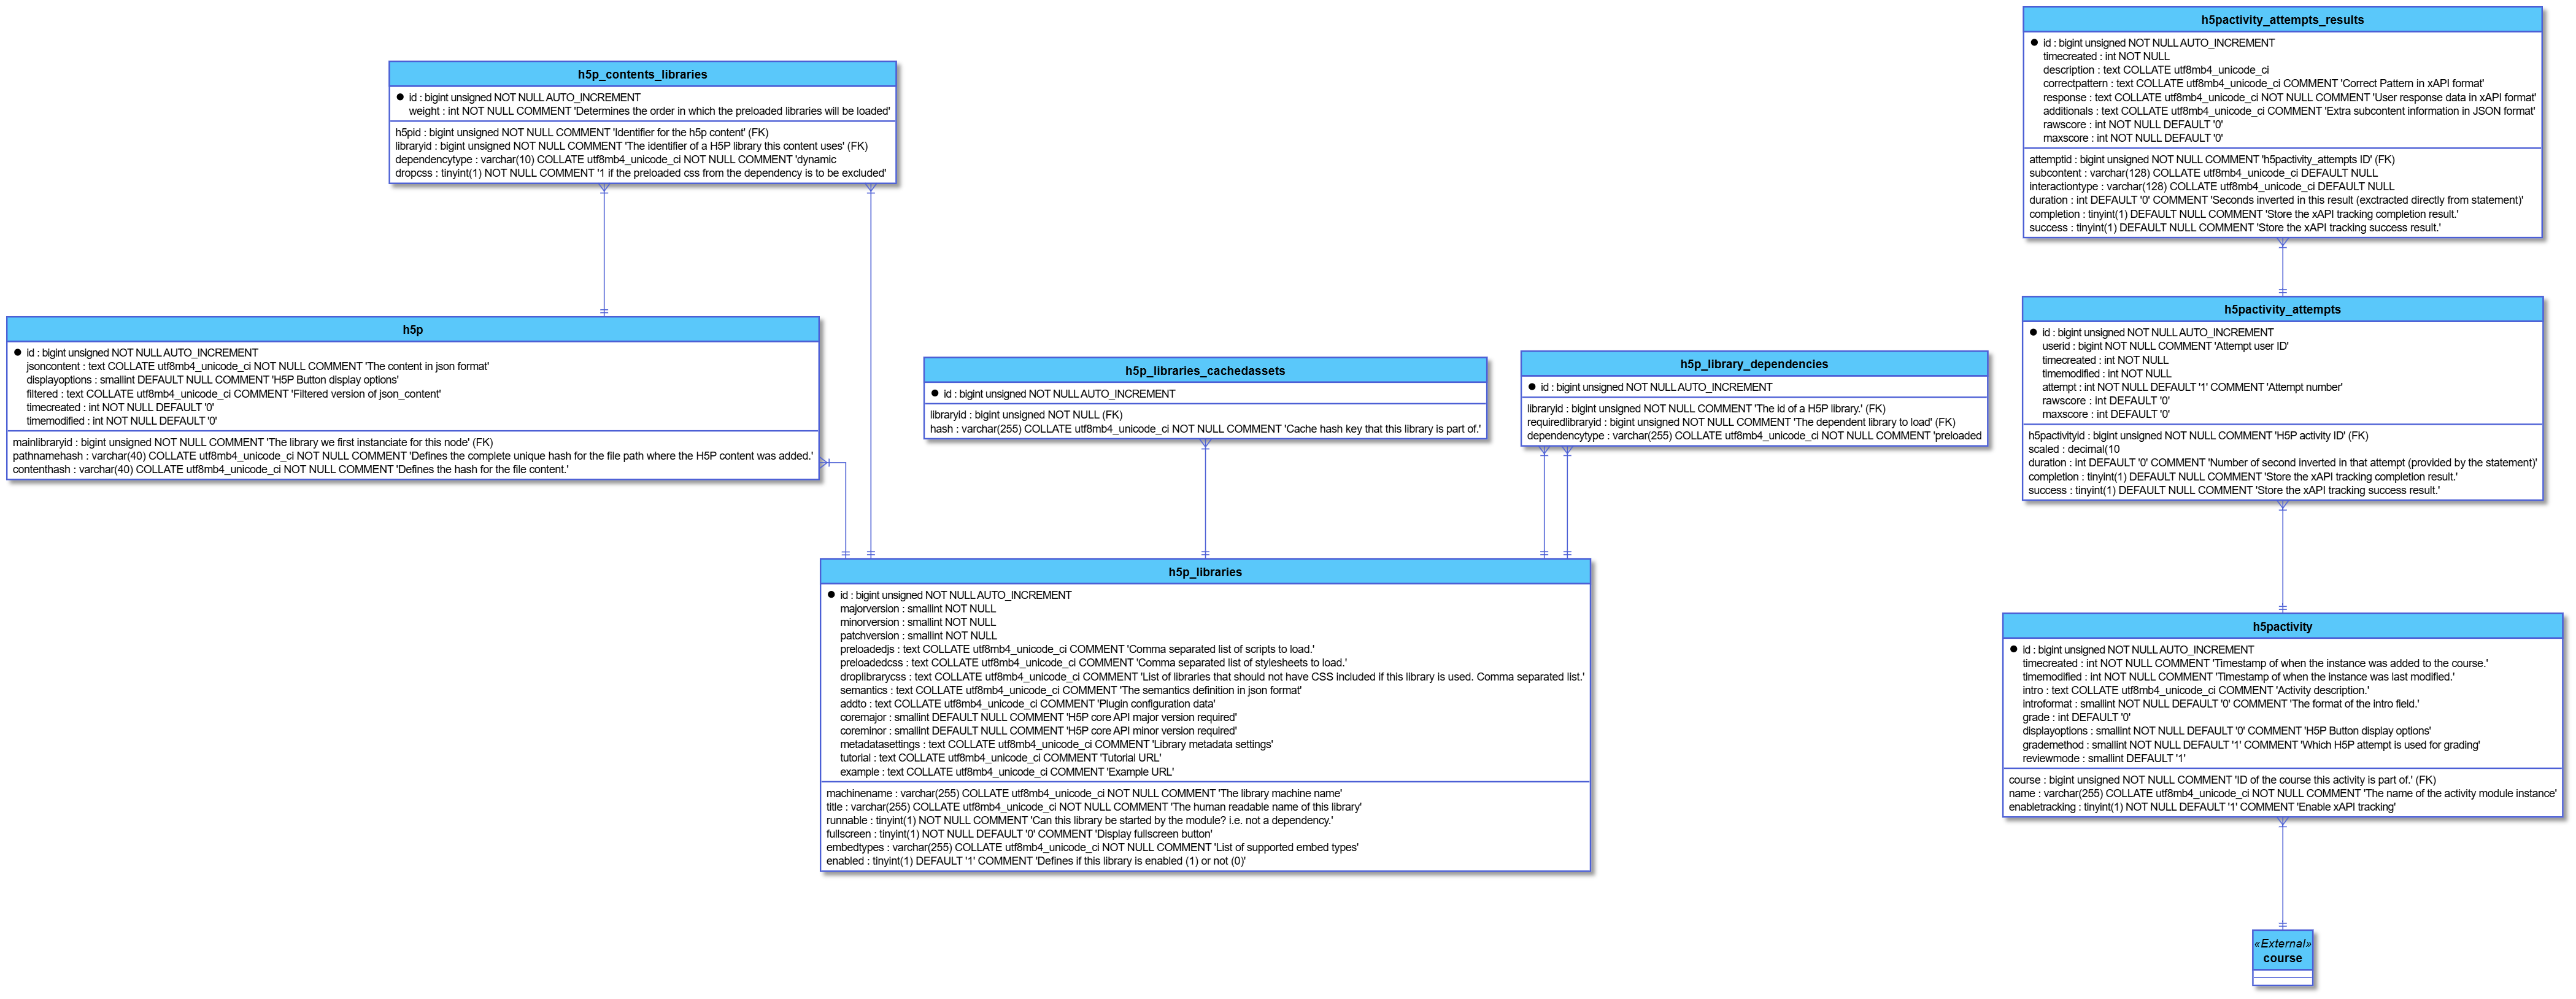 h5p_contents_libraries
id : bigint unsigned NOT NULL AUTO_INCREMENT
weight : int NOT NULL COMMENT 'Determines the order in which the preloaded libraries will be loaded'
h5pid : bigint unsigned NOT NULL COMMENT 'Identifier for the h5p content' (FK)
libraryid : bigint unsigned NOT NULL COMMENT 'The identifier of a H5P library this content uses' (FK)
dependencytype : varchar(10) COLLATE utf8mb4_unicode_ci NOT NULL COMMENT 'dynamic
dropcss : tinyint(1) NOT NULL COMMENT '1 if the preloaded css from the dependency is to be excluded'
h5p
id : bigint unsigned NOT NULL AUTO_INCREMENT
jsoncontent : text COLLATE utf8mb4_unicode_ci NOT NULL COMMENT 'The content in json format'
displayoptions : smallint DEFAULT NULL COMMENT 'H5P Button display options'
filtered : text COLLATE utf8mb4_unicode_ci COMMENT 'Filtered version of json_content'
timecreated : int NOT NULL DEFAULT '0'
timemodified : int NOT NULL DEFAULT '0'
mainlibraryid : bigint unsigned NOT NULL COMMENT 'The library we first instanciate for this node' (FK)
pathnamehash : varchar(40) COLLATE utf8mb4_unicode_ci NOT NULL COMMENT 'Defines the complete unique hash for the file path where the H5P content was added.'
contenthash : varchar(40) COLLATE utf8mb4_unicode_ci NOT NULL COMMENT 'Defines the hash for the file content.'
h5p_libraries_cachedassets
id : bigint unsigned NOT NULL AUTO_INCREMENT
libraryid : bigint unsigned NOT NULL (FK)
hash : varchar(255) COLLATE utf8mb4_unicode_ci NOT NULL COMMENT 'Cache hash key that this library is part of.'
h5p_library_dependencies
id : bigint unsigned NOT NULL AUTO_INCREMENT
libraryid : bigint unsigned NOT NULL COMMENT 'The id of a H5P library.' (FK)
requiredlibraryid : bigint unsigned NOT NULL COMMENT 'The dependent library to load' (FK)
dependencytype : varchar(255) COLLATE utf8mb4_unicode_ci NOT NULL COMMENT 'preloaded
h5p_libraries
id : bigint unsigned NOT NULL AUTO_INCREMENT
majorversion : smallint NOT NULL
minorversion : smallint NOT NULL
patchversion : smallint NOT NULL
preloadedjs : text COLLATE utf8mb4_unicode_ci COMMENT 'Comma separated list of scripts to load.'
preloadedcss : text COLLATE utf8mb4_unicode_ci COMMENT 'Comma separated list of stylesheets to load.'
droplibrarycss : text COLLATE utf8mb4_unicode_ci COMMENT 'List of libraries that should not have CSS included if this library is used. Comma separated list.'
semantics : text COLLATE utf8mb4_unicode_ci COMMENT 'The semantics definition in json format'
addto : text COLLATE utf8mb4_unicode_ci COMMENT 'Plugin configuration data'
coremajor : smallint DEFAULT NULL COMMENT 'H5P core API major version required'
coreminor : smallint DEFAULT NULL COMMENT 'H5P core API minor version required'
metadatasettings : text COLLATE utf8mb4_unicode_ci COMMENT 'Library metadata settings'
tutorial : text COLLATE utf8mb4_unicode_ci COMMENT 'Tutorial URL'
example : text COLLATE utf8mb4_unicode_ci COMMENT 'Example URL'
machinename : varchar(255) COLLATE utf8mb4_unicode_ci NOT NULL COMMENT 'The library machine name'
title : varchar(255) COLLATE utf8mb4_unicode_ci NOT NULL COMMENT 'The human readable name of this library'
runnable : tinyint(1) NOT NULL COMMENT 'Can this library be started by the module? i.e. not a dependency.'
fullscreen : tinyint(1) NOT NULL DEFAULT '0' COMMENT 'Display fullscreen button'
embedtypes : varchar(255) COLLATE utf8mb4_unicode_ci NOT NULL COMMENT 'List of supported embed types'
enabled : tinyint(1) DEFAULT '1' COMMENT 'Defines if this library is enabled (1) or not (0)'
h5pactivity_attempts_results
id : bigint unsigned NOT NULL AUTO_INCREMENT
timecreated : int NOT NULL
description : text COLLATE utf8mb4_unicode_ci
correctpattern : text COLLATE utf8mb4_unicode_ci COMMENT 'Correct Pattern in xAPI format'
response : text COLLATE utf8mb4_unicode_ci NOT NULL COMMENT 'User response data in xAPI format'
additionals : text COLLATE utf8mb4_unicode_ci COMMENT 'Extra subcontent information in JSON format'
rawscore : int NOT NULL DEFAULT '0'
maxscore : int NOT NULL DEFAULT '0'
attemptid : bigint unsigned NOT NULL COMMENT 'h5pactivity_attempts ID' (FK)
subcontent : varchar(128) COLLATE utf8mb4_unicode_ci DEFAULT NULL
interactiontype : varchar(128) COLLATE utf8mb4_unicode_ci DEFAULT NULL
duration : int DEFAULT '0' COMMENT 'Seconds inverted in this result (exctracted directly from statement)'
completion : tinyint(1) DEFAULT NULL COMMENT 'Store the xAPI tracking completion result.'
success : tinyint(1) DEFAULT NULL COMMENT 'Store the xAPI tracking success result.'
h5pactivity_attempts
id : bigint unsigned NOT NULL AUTO_INCREMENT
userid : bigint NOT NULL COMMENT 'Attempt user ID'
timecreated : int NOT NULL
timemodified : int NOT NULL
attempt : int NOT NULL DEFAULT '1' COMMENT 'Attempt number'
rawscore : int DEFAULT '0'
maxscore : int DEFAULT '0'
h5pactivityid : bigint unsigned NOT NULL COMMENT 'H5P activity ID' (FK)
scaled : decimal(10
duration : int DEFAULT '0' COMMENT 'Number of second inverted in that attempt (provided by the statement)'
completion : tinyint(1) DEFAULT NULL COMMENT 'Store the xAPI tracking completion result.'
success : tinyint(1) DEFAULT NULL COMMENT 'Store the xAPI tracking success result.'
h5pactivity
id : bigint unsigned NOT NULL AUTO_INCREMENT
timecreated : int NOT NULL COMMENT 'Timestamp of when the instance was added to the course.'
timemodified : int NOT NULL COMMENT 'Timestamp of when the instance was last modified.'
intro : text COLLATE utf8mb4_unicode_ci COMMENT 'Activity description.'
introformat : smallint NOT NULL DEFAULT '0' COMMENT 'The format of the intro field.'
grade : int DEFAULT '0'
displayoptions : smallint NOT NULL DEFAULT '0' COMMENT 'H5P Button display options'
grademethod : smallint NOT NULL DEFAULT '1' COMMENT 'Which H5P attempt is used for grading'
reviewmode : smallint DEFAULT '1'
course : bigint unsigned NOT NULL COMMENT 'ID of the course this activity is part of.' (FK)
name : varchar(255) COLLATE utf8mb4_unicode_ci NOT NULL COMMENT 'The name of the activity module instance'
enabletracking : tinyint(1) NOT NULL DEFAULT '1' COMMENT 'Enable xAPI tracking'
«External»
course